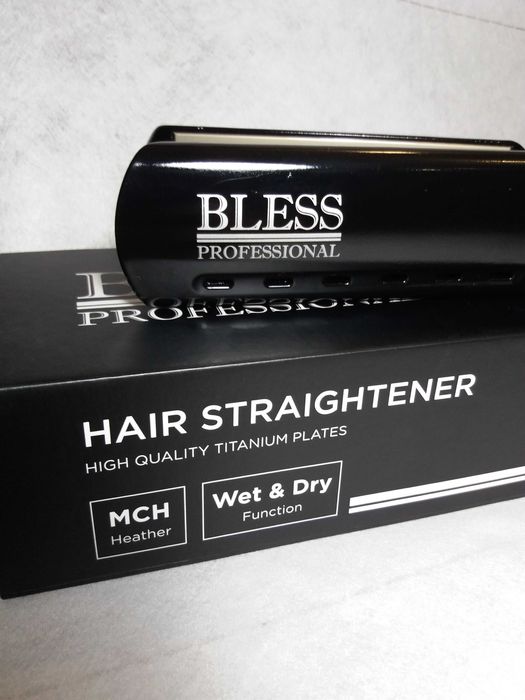 BLESS
PROFESSIONAL
PROFESSIONAL
HAIR STRAIGHTENER
HIGH QUALITY TITANIUM PLATES
MCH
Heather
Wet & Dry
Function